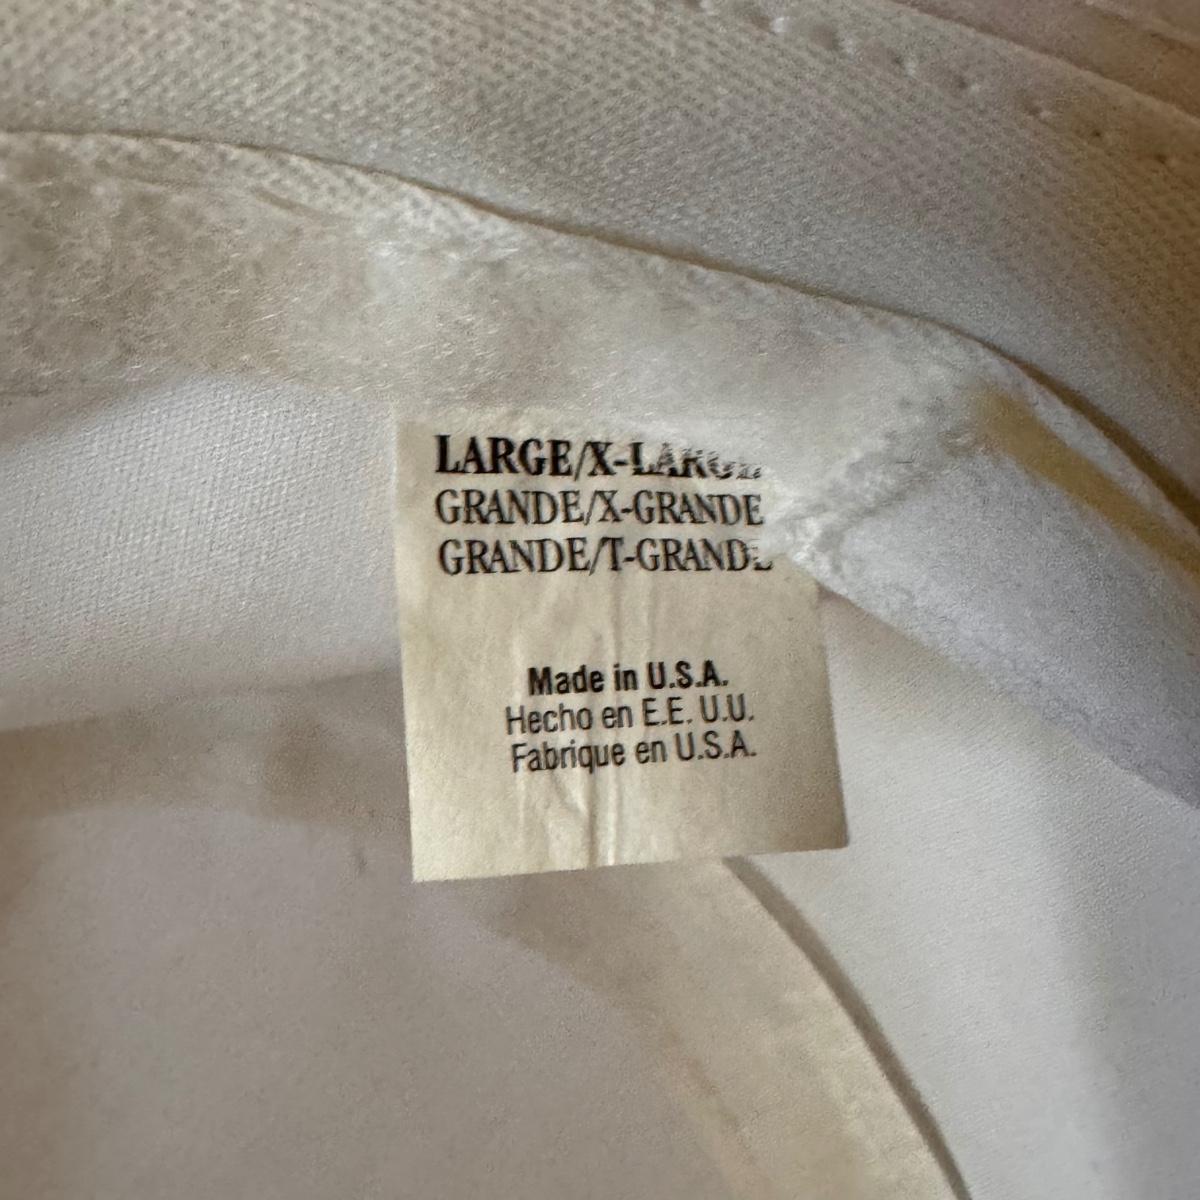 LARGE/X-LARGE
GRANDE/X-GRANDE
GRANDE/T-GRANDE
Made in U.S.A.
Hecho en E.E. U.U.
Fabrique en U.S.A.